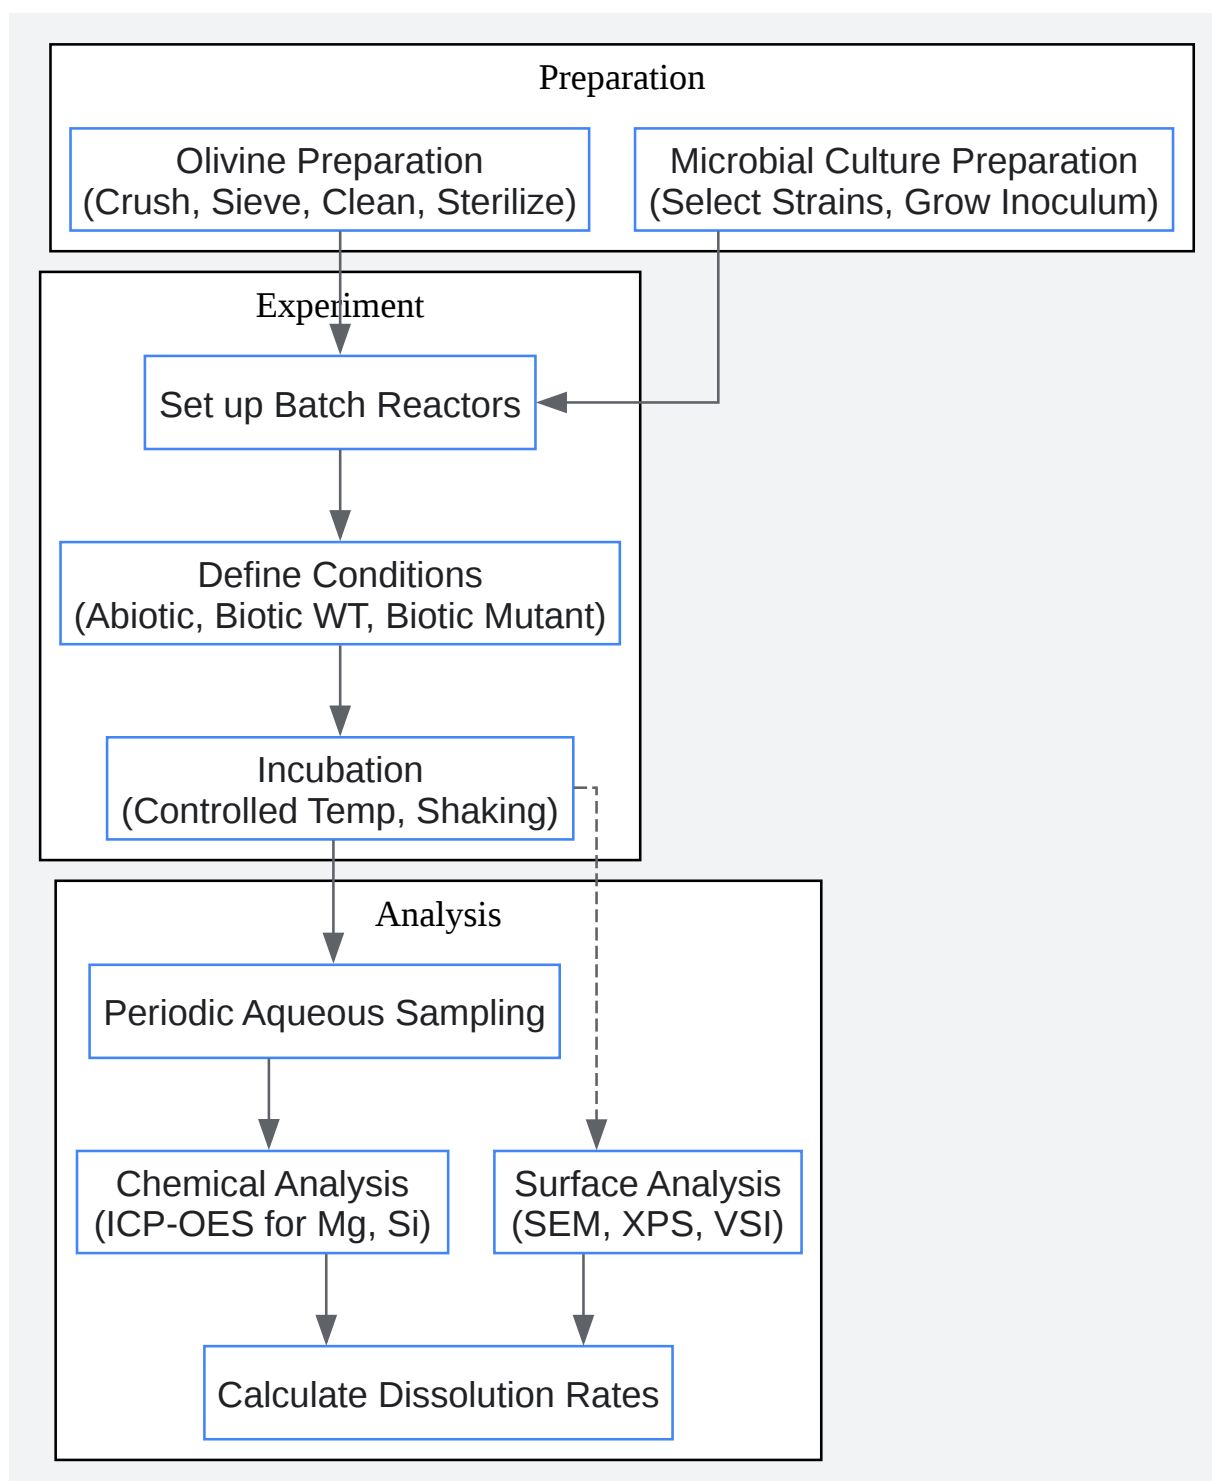 Preparation
Olivine Preparation
(Crush, Sieve, Clean, Sterilize)
Microbial Culture Preparation
(Select Strains, Grow Inoculum)
Experiment
Set up Batch Reactors
Define Conditions
(Abiotic, Biotic WT, Biotic Mutant)
Incubation
(Controlled Temp, Shaking)
Analysis
Periodic Aqueous Sampling
Chemical Analysis
(ICP-OES for Mg, Si)
Surface Analysis
(SEM, XPS, VSI)
Calculate Dissolution Rates